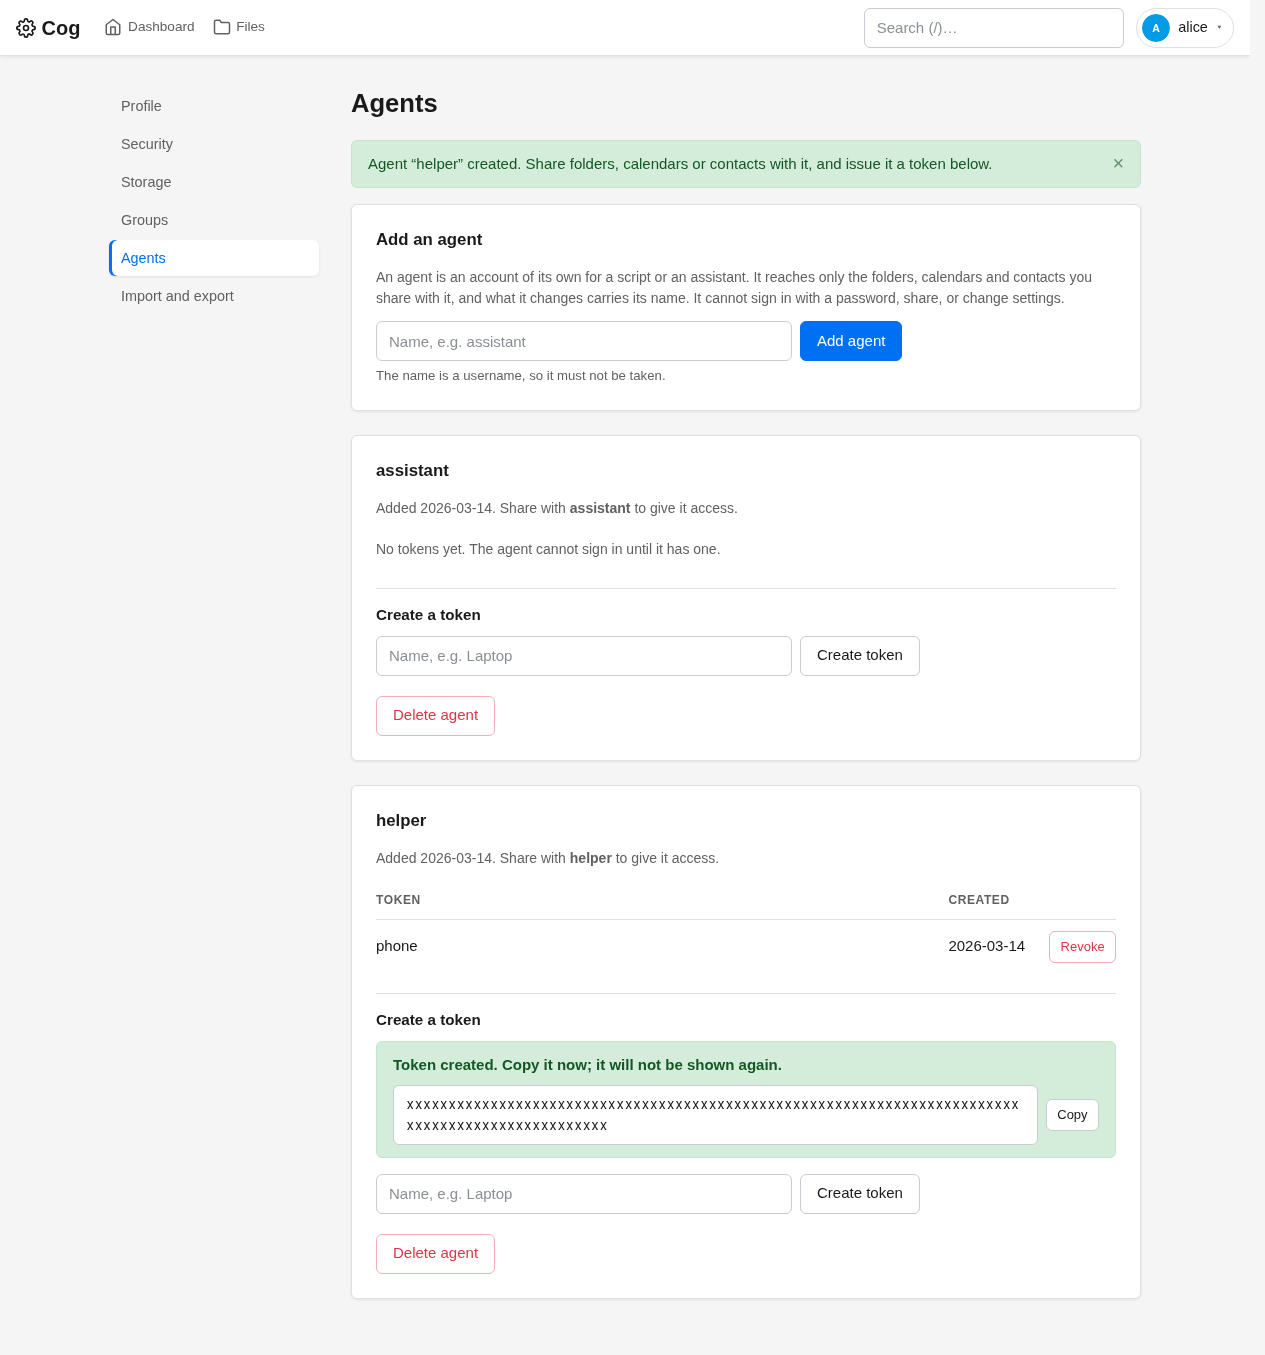 Cog
Dashboard
Files
Search (/)…
A
alice
Profile
Security
Storage
Groups
Agents
Import and export
Agents
Agent “helper” created. Share folders, calendars or contacts with it, and issue it a token below.
×
Add an agent
An agent is an account of its own for a script or an assistant. It reaches only the folders, calendars and contacts you
share with it, and what it changes carries its name. It cannot sign in with a password, share, or change settings.
Name, e.g. assistant
Add agent
The name is a username, so it must not be taken.
assistant
Added 2026-03-14. Share with assistant to give it access.
No tokens yet. The agent cannot sign in until it has one.
Create a token
Name, e.g. Laptop
Create token
Delete agent
helper
Added 2026-03-14. Share with helper to give it access.
TOKEN CREATED
phone 2026-03-14 Revoke
Create a token
Token created. Copy it now; it will not be shown again.
xxxxxxxxxxxxxxxxxxxxxxxxxxxxxxxxxxxxxxxxxxxxxxxxxxxxxxxxxxxxxxxxxxxxxxxxx
xxxxxxxxxxxxxxxxxxxxxxxx
Copy
Name, e.g. Laptop
Create token
Delete agent